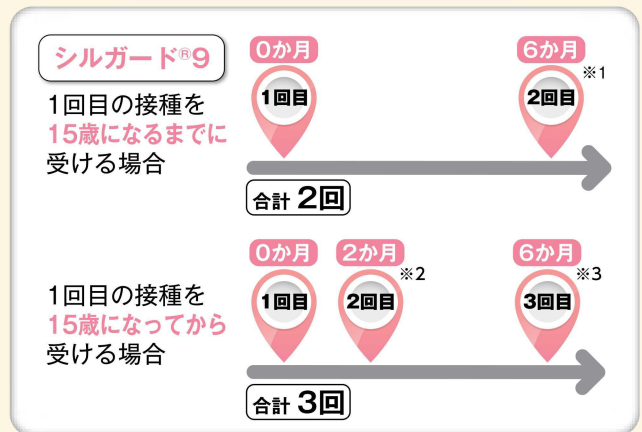 シルガード®9
1回目の接種を
15歳になるまでに
受ける場合
0か月 6か月
1回目 2回目 ※1
合計 2回
1回目の接種を
15歳になってから
受ける場合
0か月 2か月 6か月
1回目 2回目 ※2 3回目 ※3
合計 3回